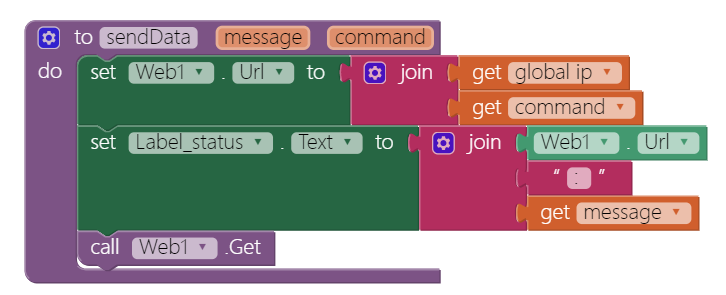 to sendData message command
do set Web1 . Url to join get global ip
get command
set Label_status . Text to join Web1 . Url
" : "
get message
call Web1 .Get